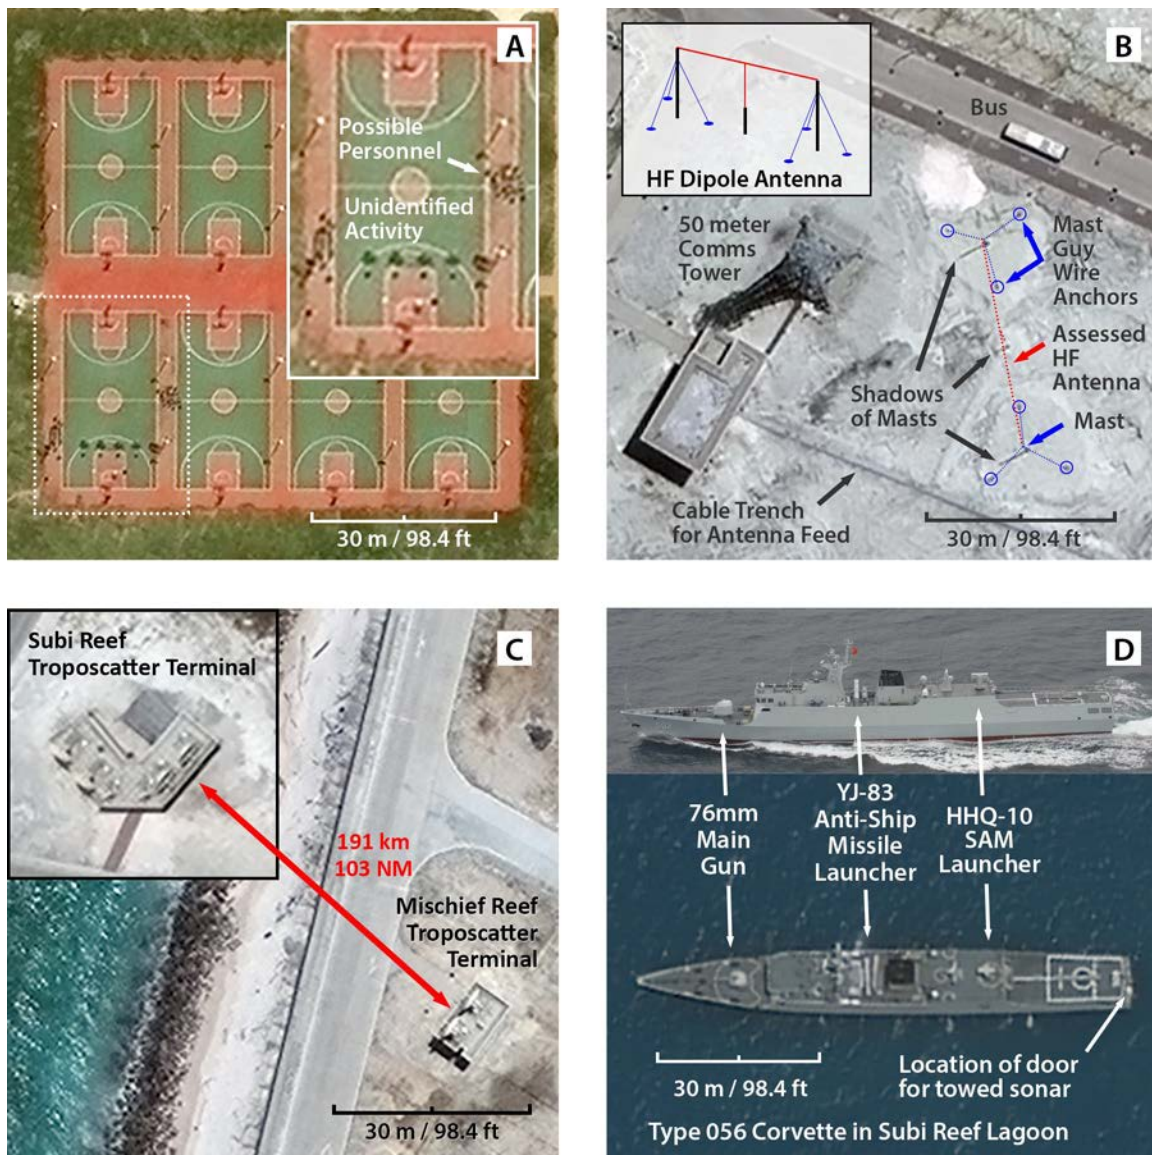 A
Possible
Personnel
Unidentified
Activity
30 m / 98.4 ft
B
HF Dipole Antenna
Bus
50 meter
Comms
Tower
Mast
Guy
Wire
Anchors
Assessed
HF
Antenna
Shadows
of Masts
Mast
Cable Trench
for Antenna Feed
30 m / 98.4 ft
C
Subi Reef
Troposcatter Terminal
191 km
103 NM
Mischief Reef
Troposcatter
Terminal
30 m / 98.4 ft
D
76mm
Main
Gun
YJ-83
Anti-Ship
Missile
Launcher
HHQ-10
SAM
Launcher
Location of door
for towed sonar
30 m / 98.4 ft
Type 056 Corvette in Subi Reef Lagoon